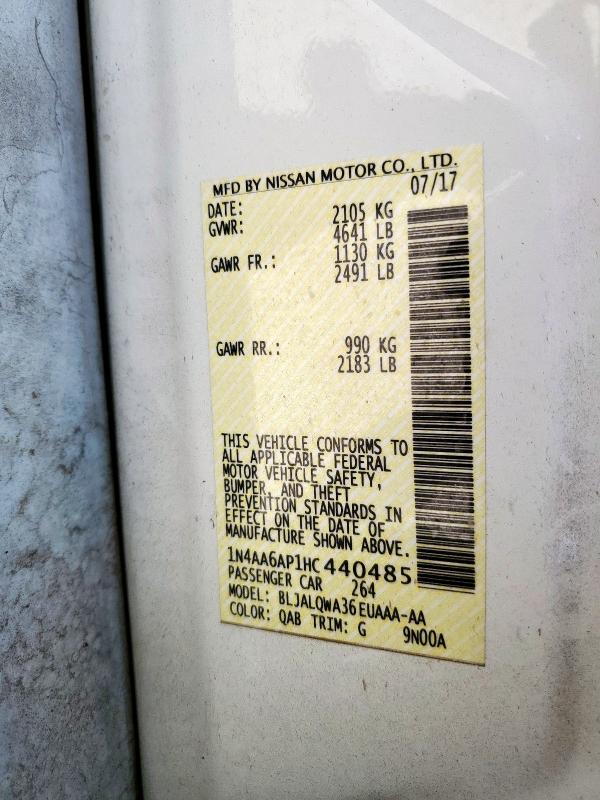 MFD BY NISSAN MOTOR CO., LTD.
DATE: 07/17
GVWR: 2105 KG
4641 LB
GAWR FR.: 1130 KG
2491 LB
GAWR RR.: 990 KG
2183 LB
THIS VEHICLE CONFORMS TO
ALL APPLICABLE FEDERAL
MOTOR VEHICLE SAFETY,
BUMPER, AND THEFT
PREVENTION STANDARDS IN
EFFECT ON THE DATE OF
MANUFACTURE SHOWN ABOVE.
1N4AA6AP1HC440485
PASSENGER CAR 264
MODEL: BLJALQWA36EUAAA-AA
COLOR: QAB TRIM: G 9N00A